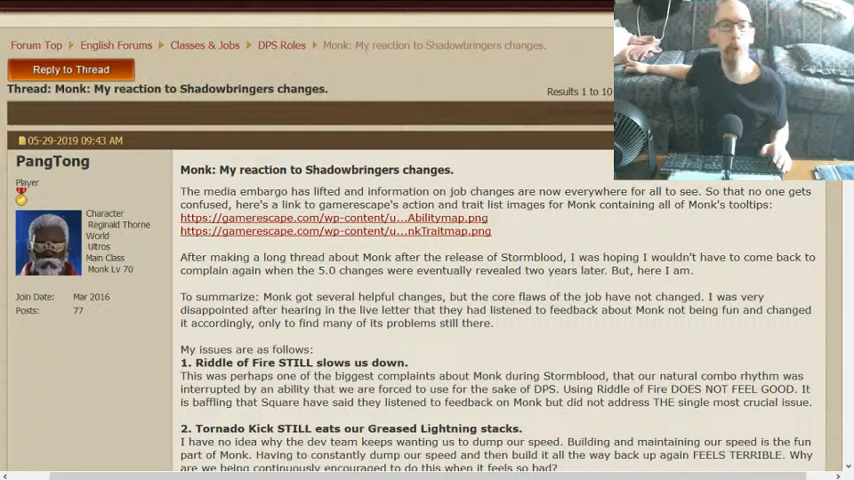 Forum Top English Forums Classes & Jobs DPS Roles Monk: My reaction to Shadowbringers changes.
Reply to Thread
Thread: Monk: My reaction to Shadowbringers changes.
Results 1 to 10
05-29-2019 09:43 AM
PangTong
Player
Character
Reginald Thorne
World
Ultros
Main Class
Monk Lv 70
Join Date: Mar 2016
Posts: 77
Monk: My reaction to Shadowbringers changes.
The media embargo has lifted and information on job changes are now everywhere for all to see. So that no one gets
confused, here's a link to gamerescape's action and trait list images for Monk containing all of Monk's tooltips:
https://gamerescape.com/wp-content/u...Abilitymap.png
https://gamerescape.com/wp-content/u...nkTraitmap.png
After making a long thread about Monk after the release of Stormblood, I was hoping I wouldn't have to come back to
complain again when the 5.0 changes were eventually revealed two years later. But, here I am.
To summarize: Monk got several helpful changes, but the core flaws of the job have not changed. I was very
disappointed after hearing in the live letter that they had listened to feedback about Monk not being fun and changed
it accordingly, only to find many of its problems still there.
My issues are as follows:
1. Riddle of Fire STILL slows us down.
This was perhaps one of the biggest complaints about Monk during Stormblood, that our natural combo rhythm was
interrupted by an ability that we are forced to use for the sake of DPS. Using Riddle of Fire DOES NOT FEEL GOOD. It
is baffling that Square have said they listened to feedback on Monk but did not address THE single most crucial issue.
2. Tornado Kick STILL eats our Greased Lightning stacks.
I have no idea why the dev team keeps wanting us to dump our speed. Building and maintaining our speed is the fun
part of Monk. Having to constantly dump our speed and then build it all the way back up again FEELS TERRIBLE. Why
are we being continuously encouraged to do this when it feels so bad?